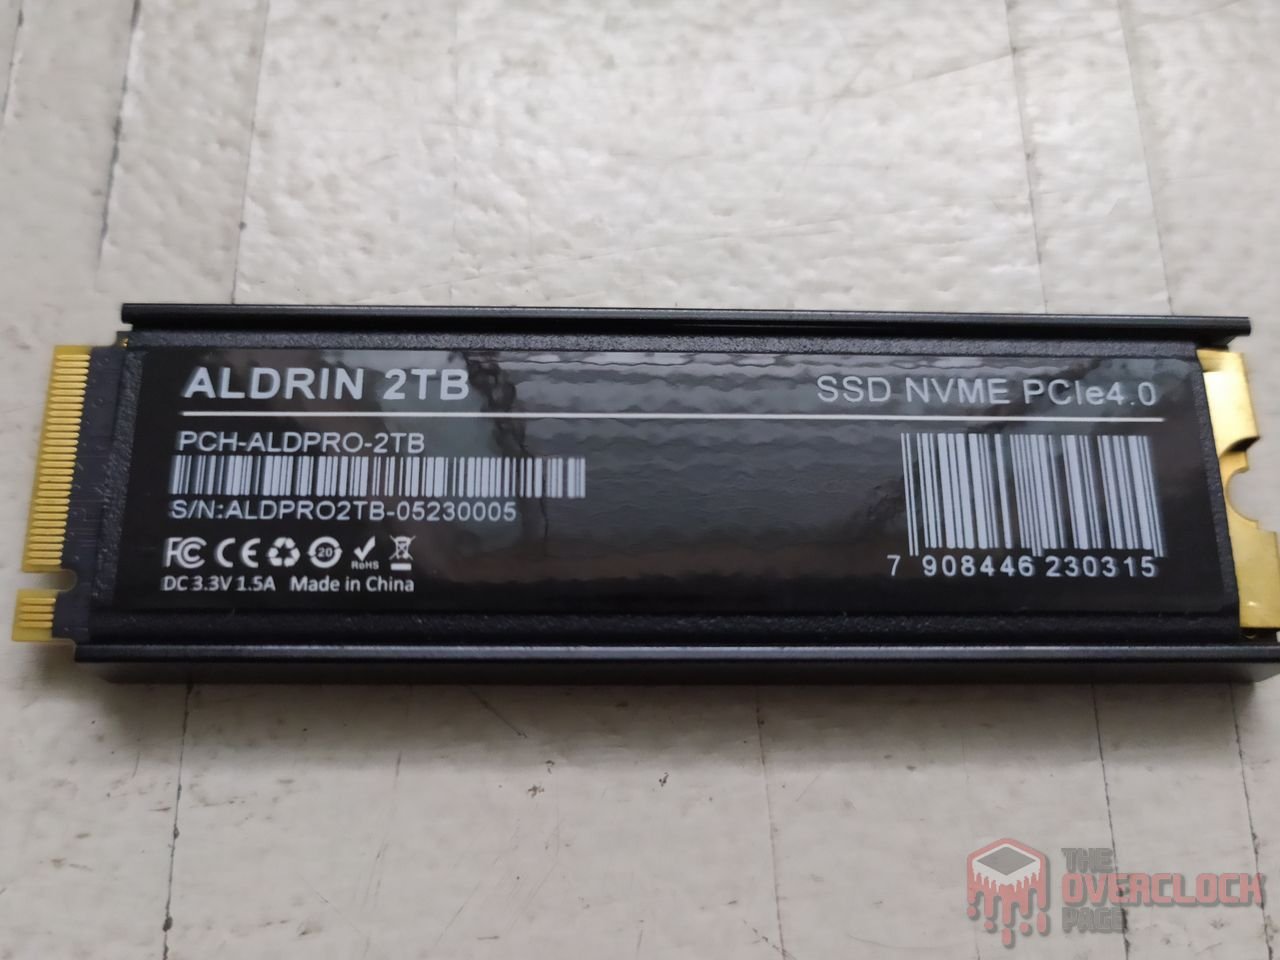 ALDRIN 2TB
SSD NVME PCIe4.0
PCH-ALDPRO-2TB
S/N:ALDPRO2TB-05230005
7 908446 230315
FC CE 20 RoHS
DC 3.3V 1.5A Made in China
THE
OVERCLOCK
PAGE